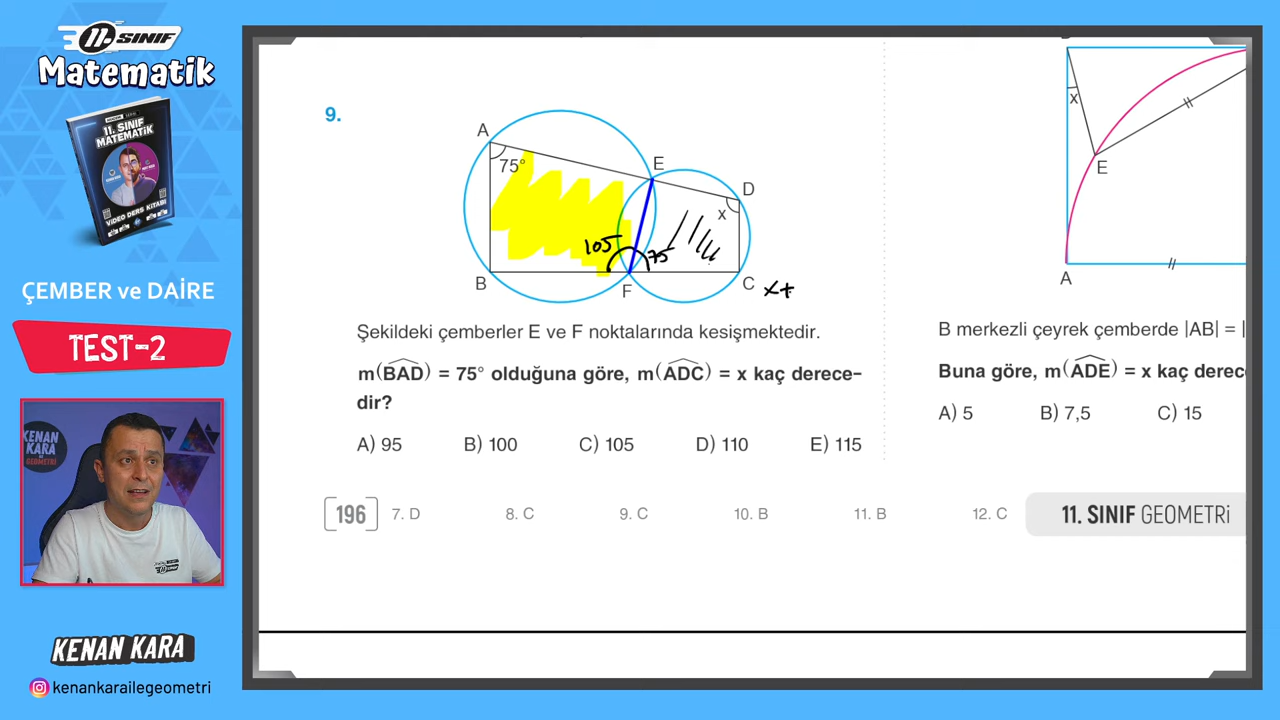 11. SINIF
Matematik
11. SINIF
MATEMATİK
VİDEO DERS KİTABI
ÇEMBER ve DAİRE
TEST-2
KENAN
KARA
GEOMETRİ
KENAN KARA
kenankarailegeometri
9.
A
75°
E
D
x
105
75
B
F
C
x+
Şekildeki çemberler E ve F noktalarında kesişmektedir.
m(BAD) = 75° olduğuna göre, m(ADC) = x kaç derece-
dir?
A) 95 B) 100 C) 105 D) 110 E) 115
x
E
A
B merkezli çeyrek çemberde |AB| = |
Buna göre, m(ADE) = x kaç derec
A) 5 B) 7,5 C) 15
196 7. D 8. C 9. C 10. B 11. B 12. C 11. SINIF GEOMETRİ